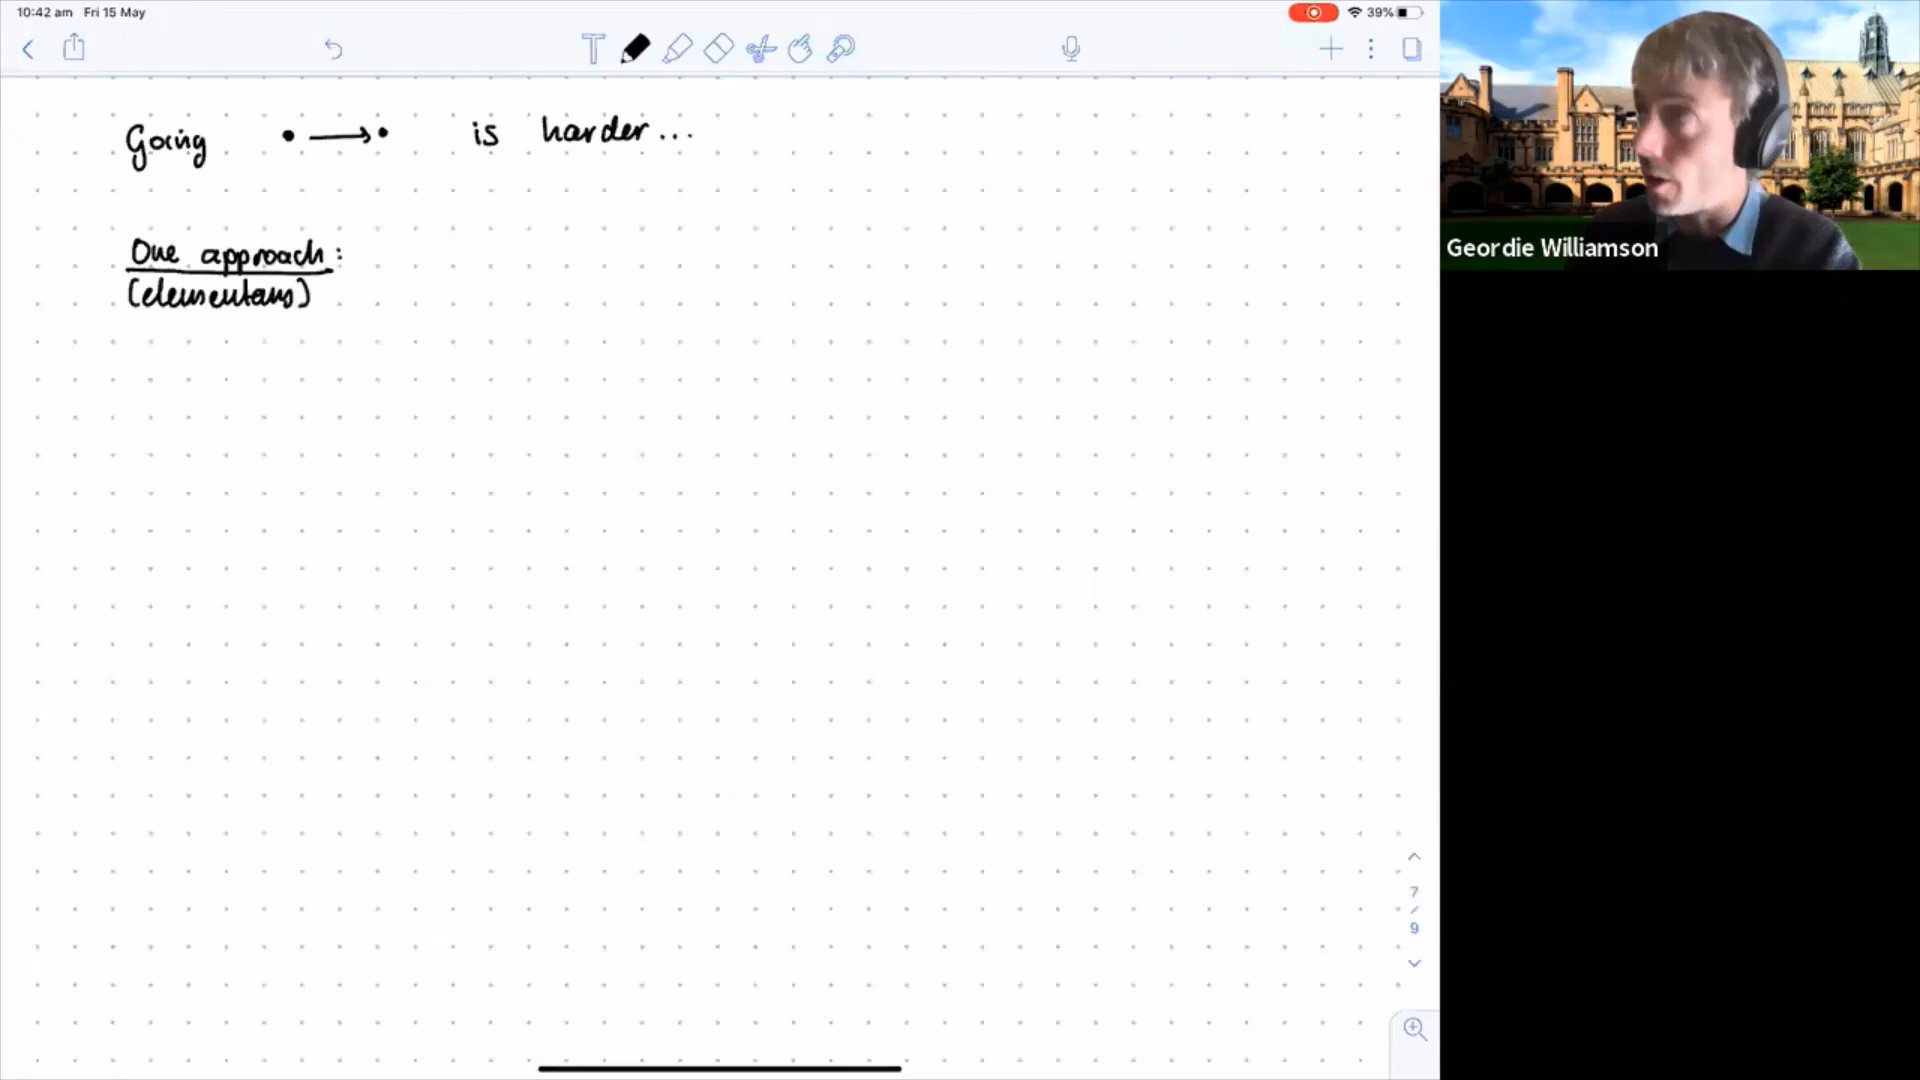 10:42 am Fri 15 May
39%
Going • → • is harder...
One approach:
(elementary)
Geordie Williamson
7
/
9